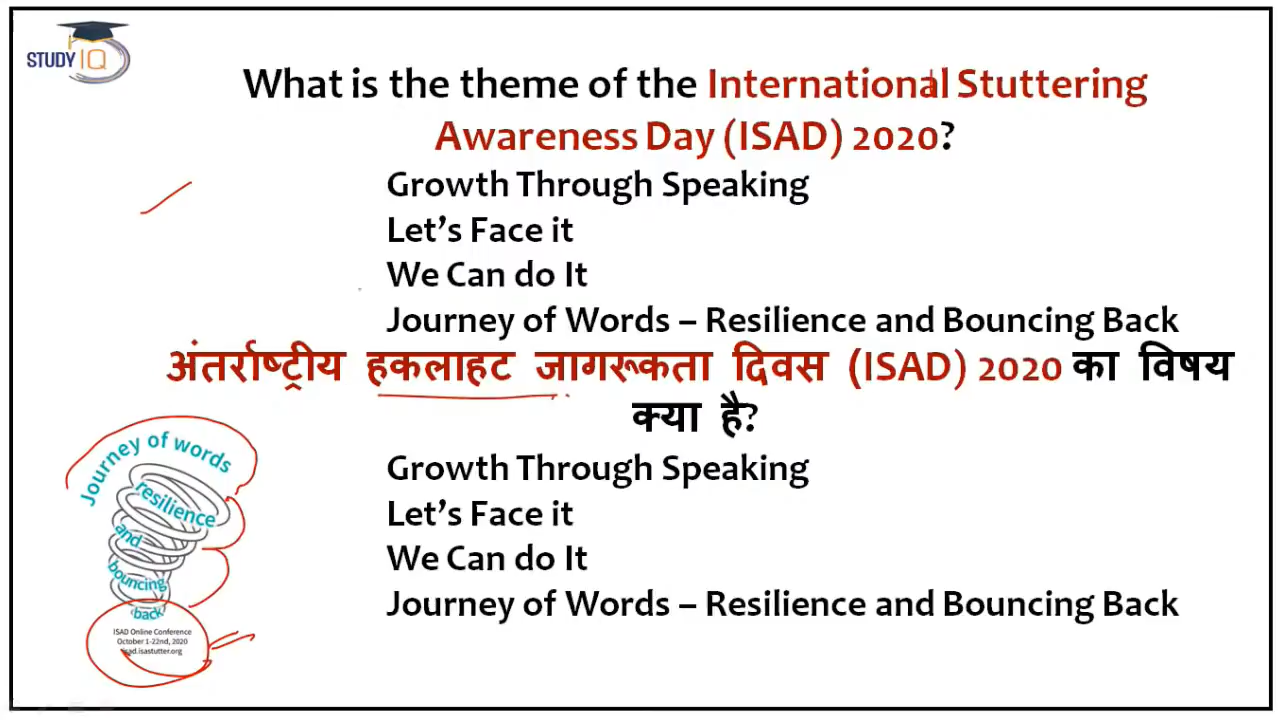 STUDY IQ
What is the theme of the International Stuttering
Awareness Day (ISAD) 2020?
Growth Through Speaking
Let's Face it
We Can do It
Journey of Words – Resilience and Bouncing Back
अंतर्राष्ट्रीय हकलाहट जागरूकता दिवस (ISAD) 2020 का विषय
क्या है?
Growth Through Speaking
Let's Face it
We Can do It
Journey of Words – Resilience and Bouncing Back
Journey of words
resilience
and
bouncing
back
ISAD Online Conference
October 1-22nd, 2020
isad.isastutter.org